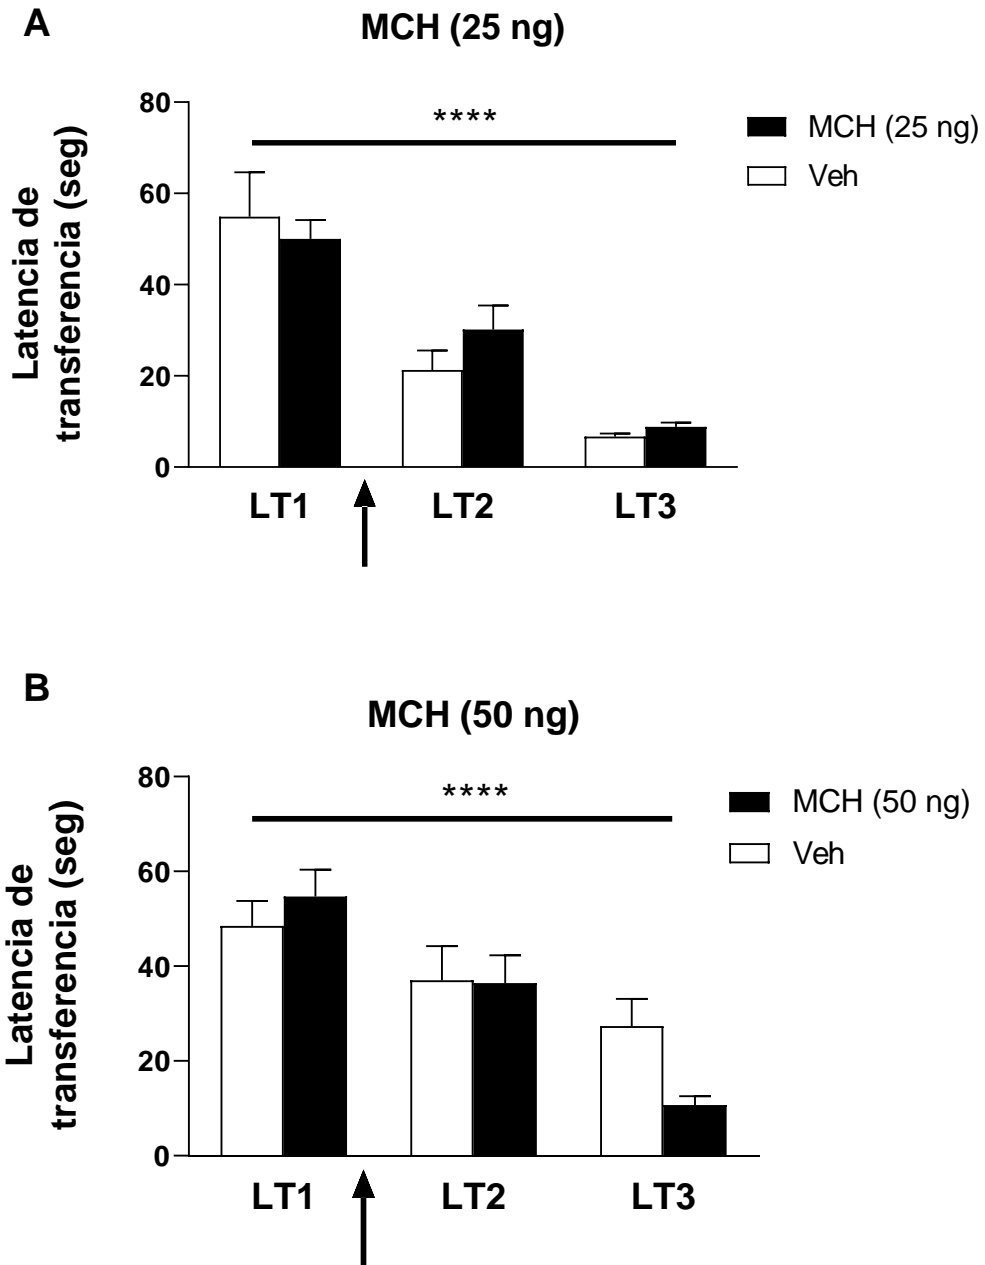 A
MCH (25 ng)
Latencia de
transferencia (seg)
80
60
40
20
0
****
MCH (25 ng)
Veh
LT1
LT2
LT3
B
MCH (50 ng)
Latencia de
transferencia (seg)
80
60
40
20
0
****
MCH (50 ng)
Veh
LT1
LT2
LT3